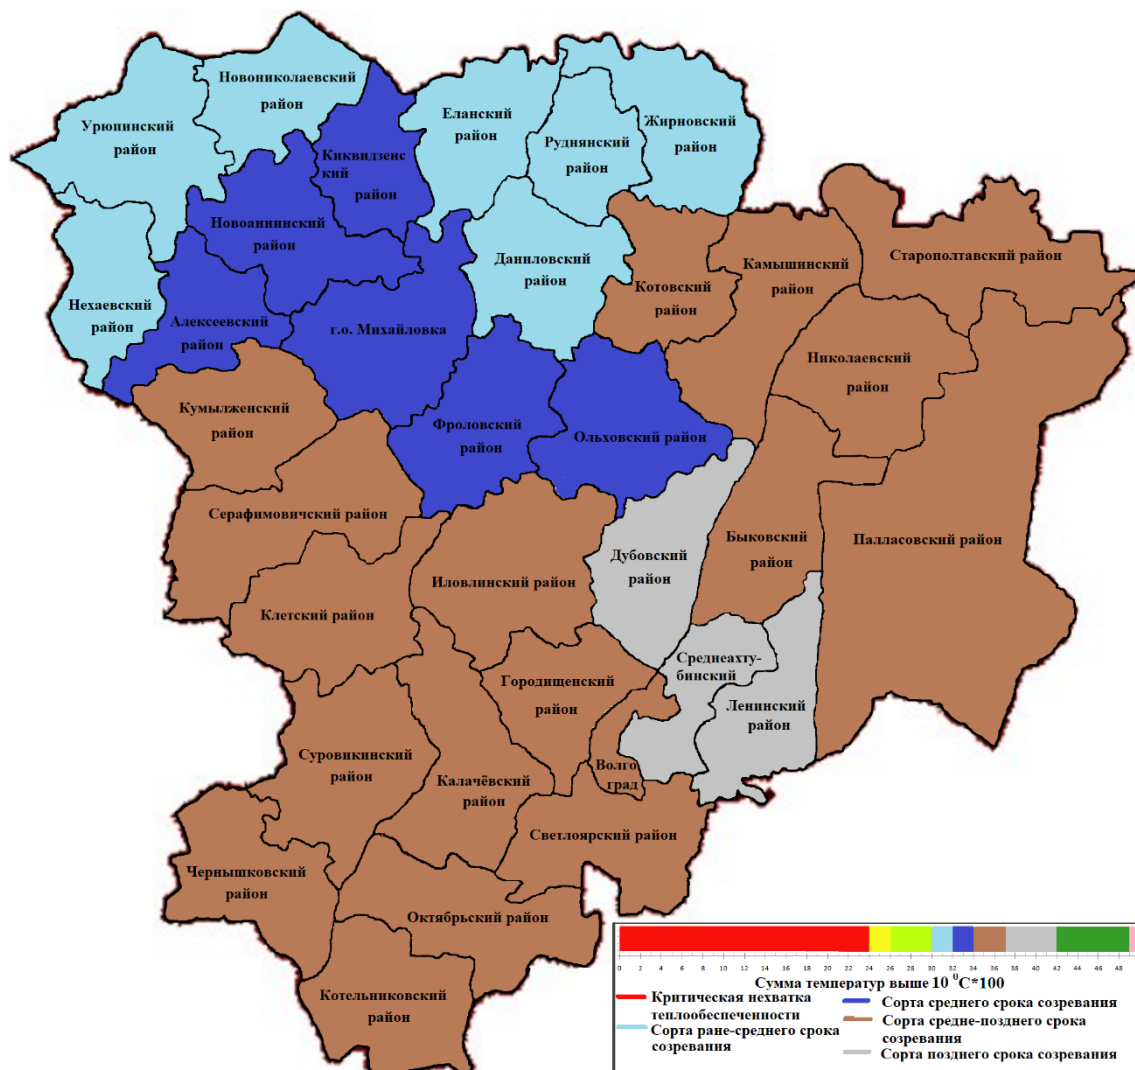 Новониколаевский
район
Урюпинский
район
Еланский
район
Руднянский
район
Жирновский
район
Киквидзен
ский
район
Новоаннинский
район
Нехаевский
район
Алексеевский
район
г.о. Михайловка
Даниловский
район
Котовский
район
Камышинский
район
Старополтавский район
Николаевский
район
Кумылженский
район
Фроловский
район
Ольховский район
Серафимовичский район
Клетский район
Иловлинский район
Дубовский
район
Быковский
район
Палласовский район
Среднеахту-
бинский
Ленинский
район
Городищенский
район
Суровикинский
район
Калачёвский
район
Волго
град
Светлоярский район
Чернышковский
район
Октябрьский район
Котельниковский
район
0 2 4 6 8 10 12 14 16 18 20 22 24 26 28 30 32 34 36 38 40 42 44 46 48
Сумма температур выше 10 ⁰С*100
Критическая нехватка
теплообеспеченности
Сорта ране-среднего срока
созревания
Сорта среднего срока созревания
Сорта средне-позднего срока
созревания
Сорта позднего срока созревания